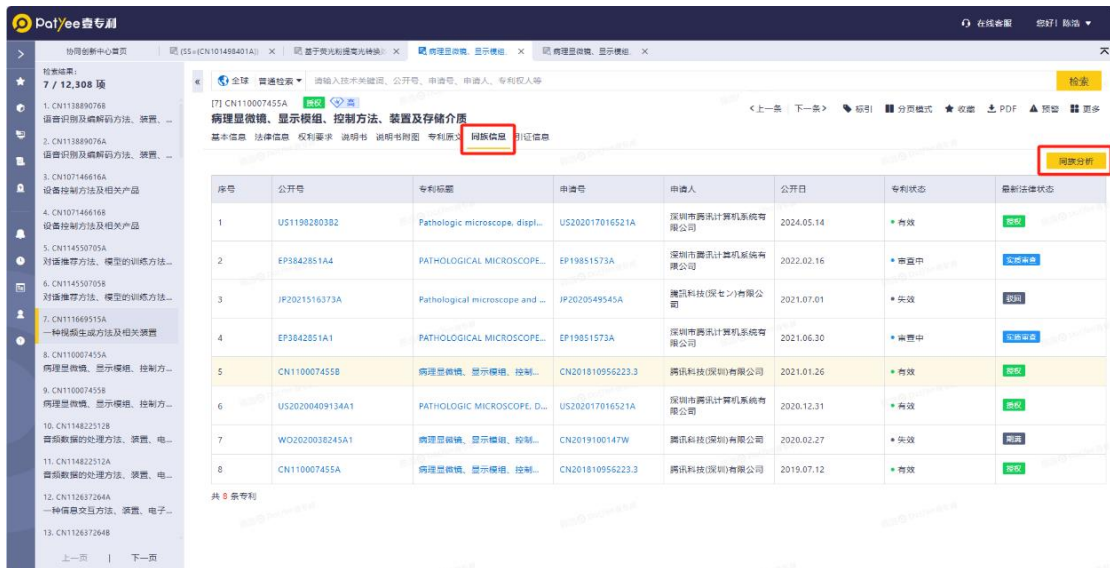 Patyee壹专利
在线客服 您好！陈浩
协同创新中心首页 (SS=(CN101498401A)) × 基于荧光粉提高光转换 × 病理显微镜、显示模组、 × 病理显微镜、显示模组、 ×
检索结果：
7 / 12,308 项
1. CN113889076B
语音识别及编解码方法、装置、...
2. CN113889076A
语音识别及编解码方法、装置、...
3. CN107146616A
设备控制方法及相关产品
4. CN107146616B
设备控制方法及相关产品
5. CN114550705A
对话推荐方法、模型的训练方法...
6. CN114550705B
对话推荐方法、模型的训练方法...
7. CN111669515A
一种视频生成方法及相关装置
8. CN110007455A
病理显微镜、显示模组、控制方...
9. CN110007455B
病理显微镜、显示模组、控制方...
10. CN114822512B
音频数据的处理方法、装置、电...
11. CN114822512A
音频数据的处理方法、装置、电...
12. CN112637264A
一种信息交互方法、装置、电子...
13. CN112637264B
上一页 | 下一页
全球 普通检索 请输入技术关键词、公开号、申请号、申请人、专利权人等 检索
[7] CN110007455A 授权 高
<上一条 下一条> 标引 分页模式 收藏 PDF 预警 更多
病理显微镜、显示模组、控制方法、装置及存储介质
基本信息 法律信息 权利要求 说明书 说明书附图 专利原文 同族信息 引证信息
同族分析
序号 公开号 专利标题 申请号 申请人 公开日 专利状态 最新法律状态
1 US11982803B2 Pathologic microscope, displ... US202017016521A 深圳市腾讯计算机系统有限公司 2024.05.14 有效 授权
2 EP3842851A4 PATHOLOGICAL MICROSCOPE... EP19851573A 深圳市腾讯计算机系统有限公司 2022.02.16 审查中 实质审查
3 JP2021516373A Pathological microscope and ... JP2020549545A 騰訊科技(深セン)有限公司 2021.07.01 失效 驳回
4 EP3842851A1 PATHOLOGICAL MICROSCOPE... EP19851573A 深圳市腾讯计算机系统有限公司 2021.06.30 审查中 实质审查
5 CN110007455B 病理显微镜、显示模组、控制... CN201810956223.3 腾讯科技(深圳)有限公司 2021.01.26 有效 授权
6 US20200409134A1 PATHOLOGIC MICROSCOPE, D... US202017016521A 深圳市腾讯计算机系统有限公司 2020.12.31 有效 授权
7 WO2020038245A1 病理显微镜、显示模组、控制... CN2019100147W 腾讯科技(深圳)有限公司 2020.02.27 失效 期满
8 CN110007455A 病理显微镜、显示模组、控制... CN201810956223.3 腾讯科技(深圳)有限公司 2019.07.12 有效 授权
共 8 条专利